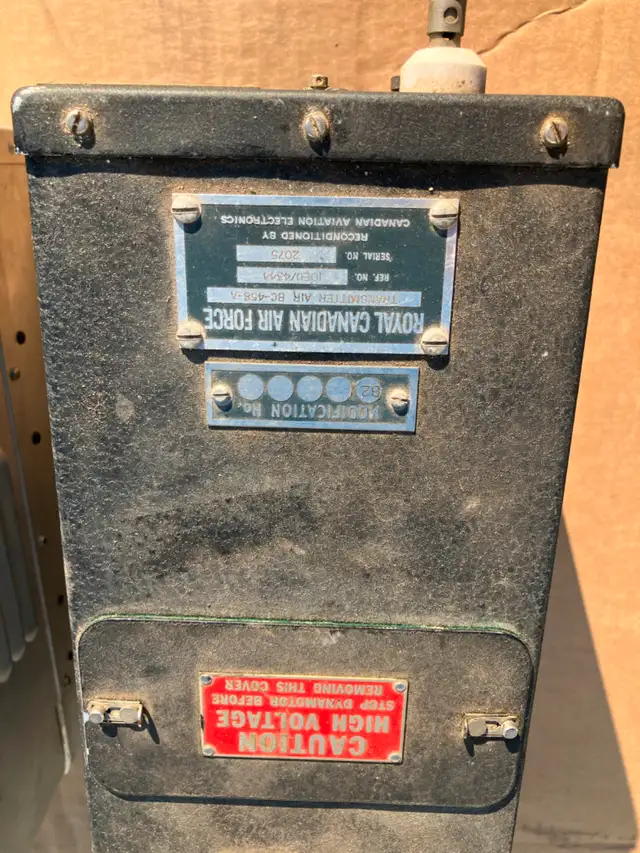 ROYAL CANADIAN AIR FORCE
TRANSMITTER AIR BC-458-A
REF. NO.
SERIAL NO. 2075
RECONDITIONED BY
CANADIAN AVIATION ELECTRONICS
MODIFICATION No.
82
CAUTION
HIGH VOLTAGE
STOP DYNAMOTOR BEFORE
REMOVING THIS COVER